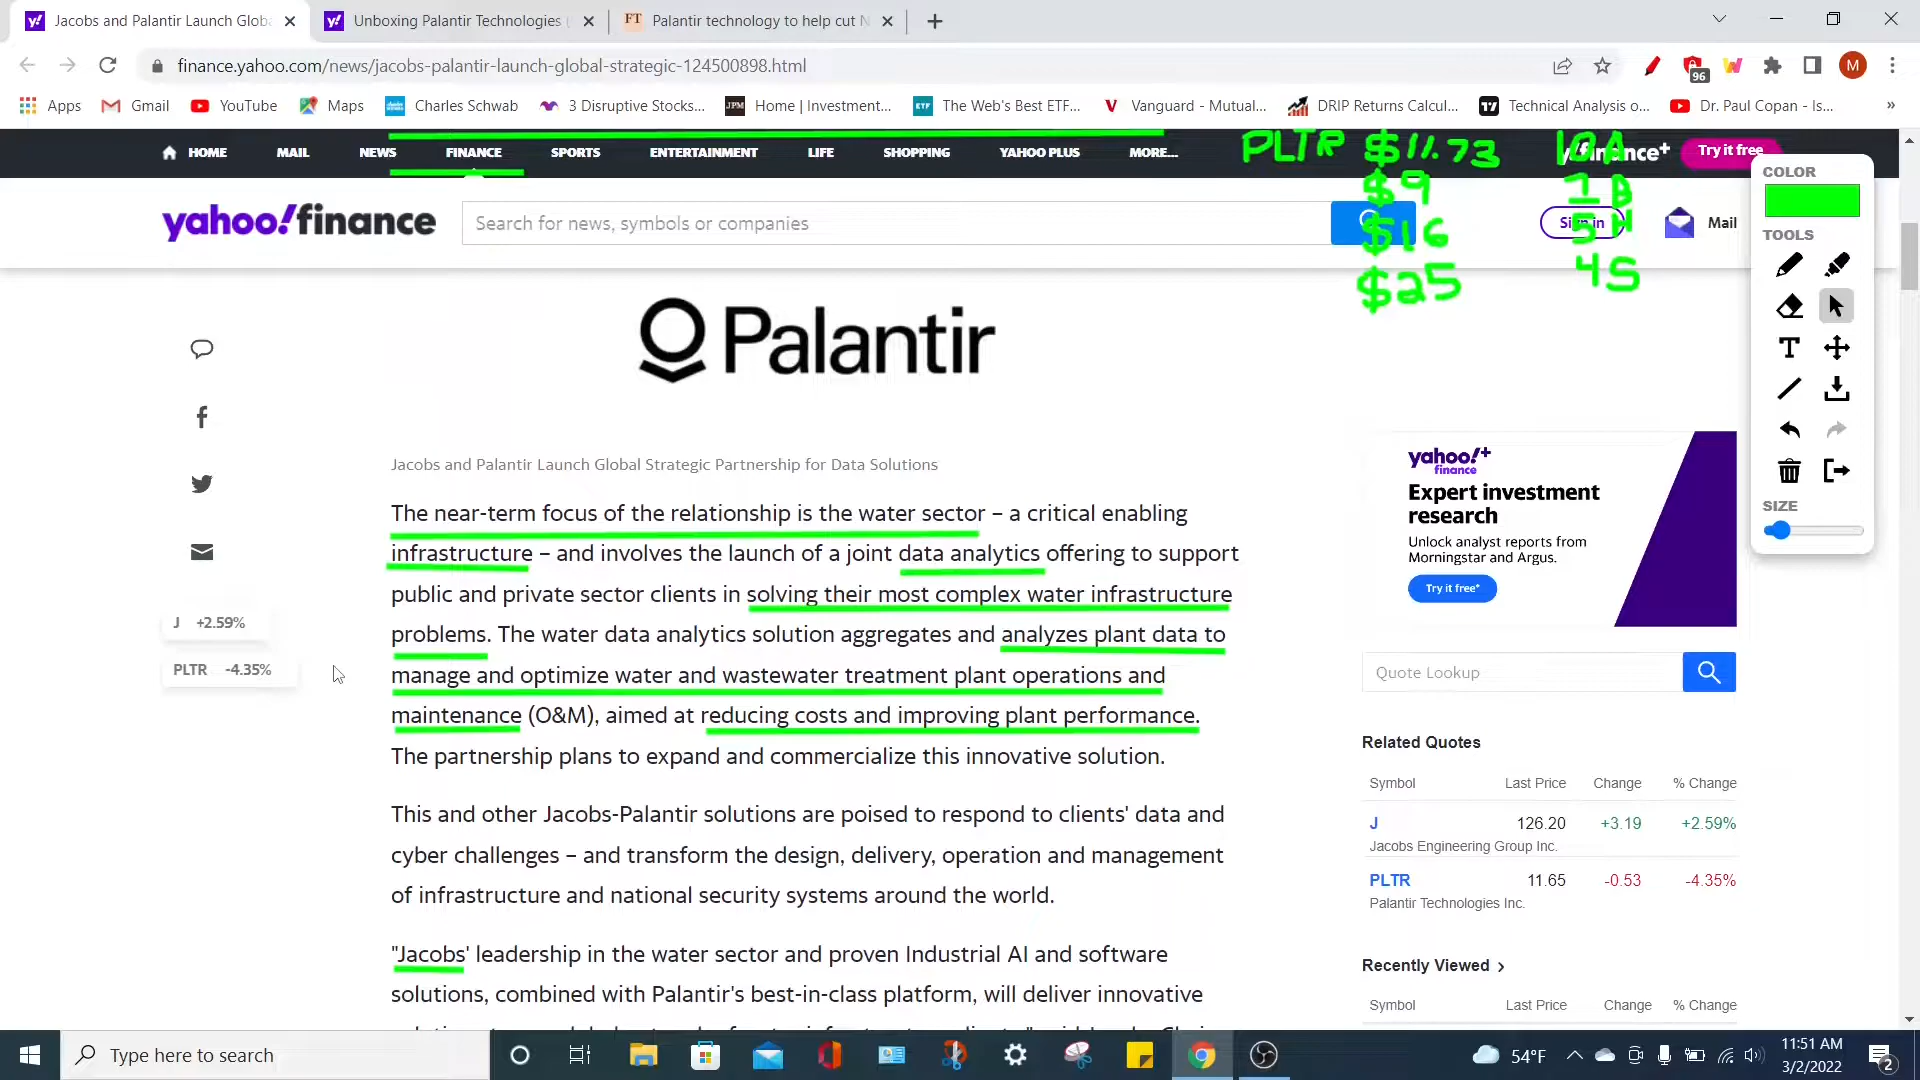 Jacobs and Palantir Launch Globa
Unboxing Palantir Technologies (
FT
Palantir technology to help cut N
finance.yahoo.com/news/jacobs-palantir-launch-global-strategic-124500898.html
96
M
Apps
Gmail
YouTube
Maps
Charles Schwab
3 Disruptive Stocks...
JPM
Home | Investment...
ETF
The Web's Best ETF...
Vanguard - Mutual...
DRIP Returns Calcul...
Technical Analysis o...
Dr. Paul Copan - Is...
»
HOME
MAIL
NEWS
FINANCE
SPORTS
ENTERTAINMENT
LIFE
SHOPPING
YAHOO PLUS
MORE...
PLTR $11.73
$9
$16
$25
7 B
5 H
4 S
y/finance+
Try it free
yahoo!finance
Search for news, symbols or companies
Sign in
Mail
COLOR
TOOLS
T
SIZE
Palantir
Jacobs and Palantir Launch Global Strategic Partnership for Data Solutions
The near-term focus of the relationship is the water sector – a critical enabling
infrastructure – and involves the launch of a joint data analytics offering to support
public and private sector clients in solving their most complex water infrastructure
problems. The water data analytics solution aggregates and analyzes plant data to
manage and optimize water and wastewater treatment plant operations and
maintenance (O&M), aimed at reducing costs and improving plant performance.
The partnership plans to expand and commercialize this innovative solution.
This and other Jacobs-Palantir solutions are poised to respond to clients' data and
cyber challenges – and transform the design, delivery, operation and management
of infrastructure and national security systems around the world.
"Jacobs' leadership in the water sector and proven Industrial AI and software
solutions, combined with Palantir's best-in-class platform, will deliver innovative
J +2.59%
PLTR -4.35%
yahoo!+
finance
Expert investment
research
Unlock analyst reports from
Morningstar and Argus.
Try it free*
Quote Lookup
Related Quotes
Symbol Last Price Change % Change
J 126.20 +3.19 +2.59%
Jacobs Engineering Group Inc.
PLTR 11.65 -0.53 -4.35%
Palantir Technologies Inc.
Recently Viewed
Symbol Last Price Change % Change
Type here to search
54°F
11:51 AM
3/2/2022
2